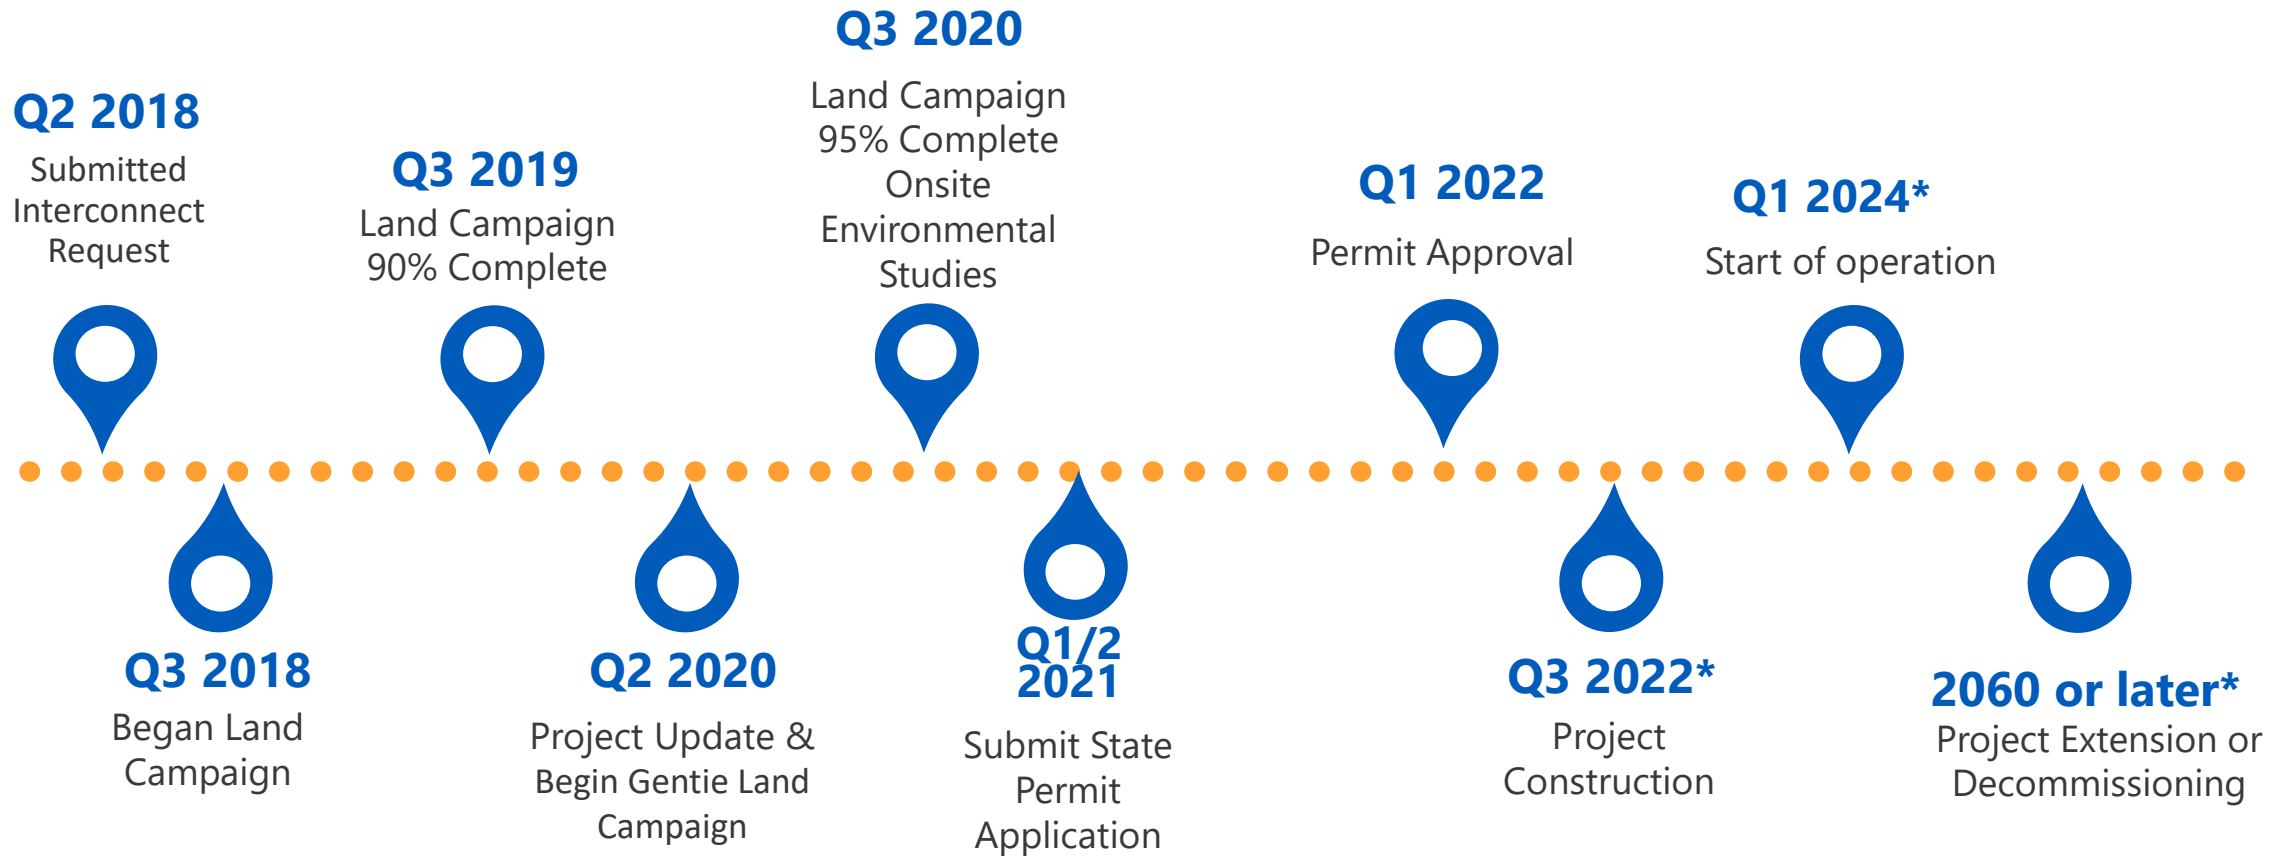 Q2 2018
Submitted
Interconnect
Request
Q3 2018
Began Land
Campaign
Q3 2019
Land Campaign
90% Complete
Q2 2020
Project Update &
Begin Gentie Land
Campaign
Q3 2020
Land Campaign
95% Complete
Onsite
Environmental
Studies
Q1/2
2021
Submit State
Permit
Application
Q1 2022
Permit Approval
Q3 2022*
Project
Construction
Q1 2024*
Start of operation
2060 or later*
Project Extension or
Decommissioning